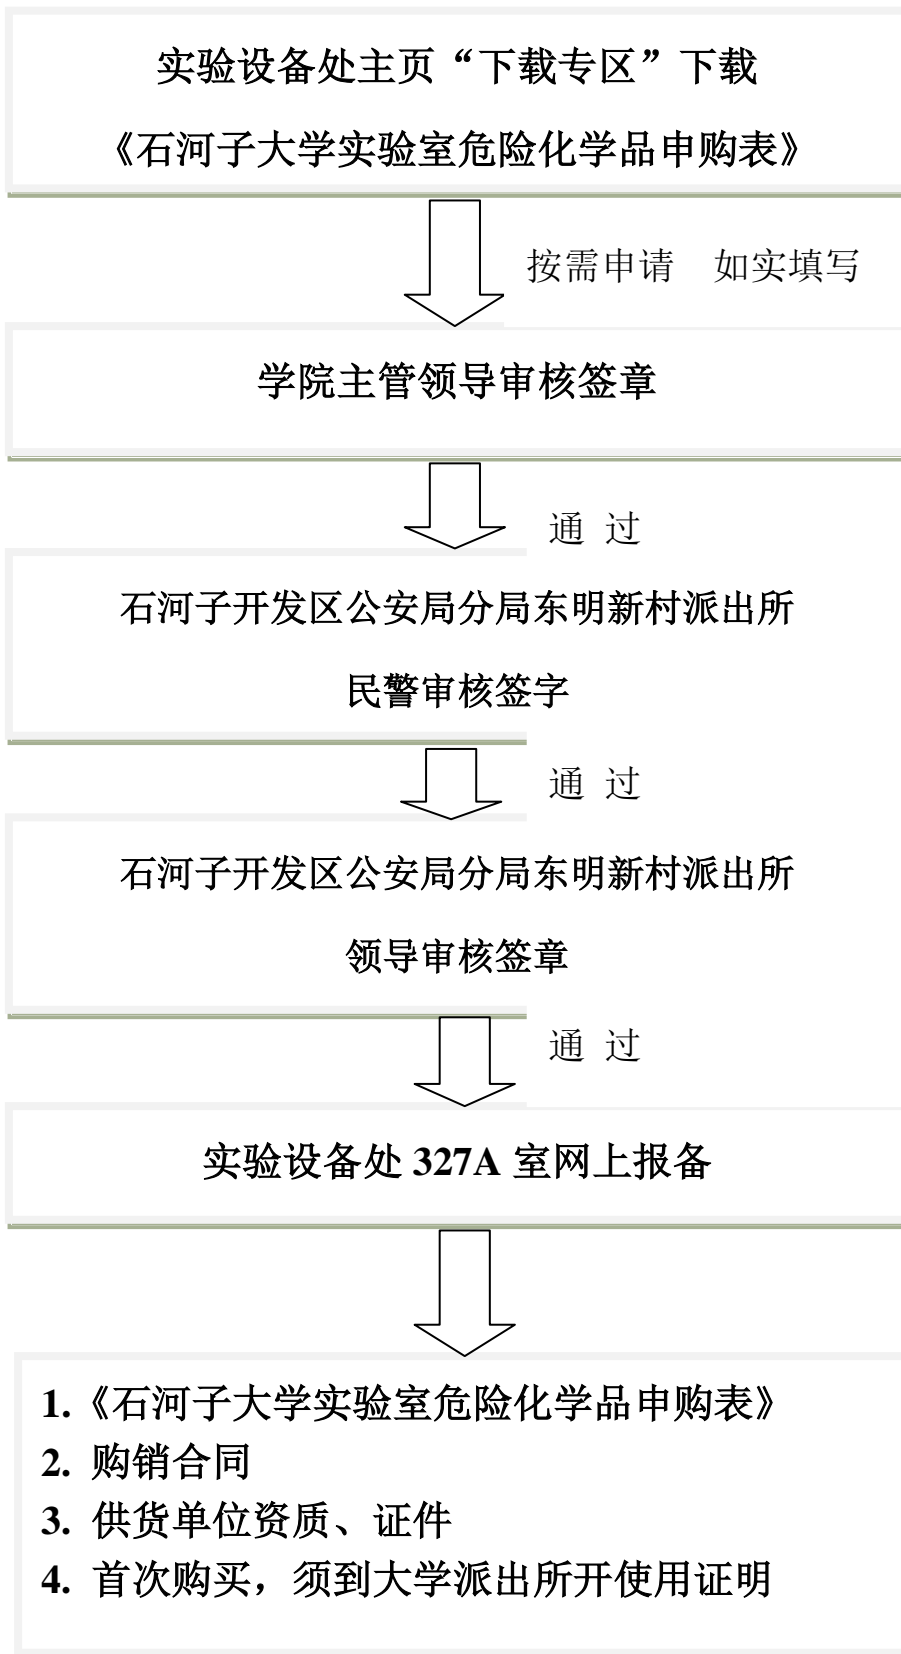 实验设备处主页“下载专区”下载
《石河子大学实验室危险化学品申购表》
按需申请 如实填写
学院主管领导审核签章
通 过
石河子开发区公安局分局东明新村派出所
民警审核签字
通 过
石河子开发区公安局分局东明新村派出所
领导审核签章
通 过
实验设备处 327A 室网上报备
1.《石河子大学实验室危险化学品申购表》
2. 购销合同
3. 供货单位资质、证件
4. 首次购买，须到大学派出所开使用证明